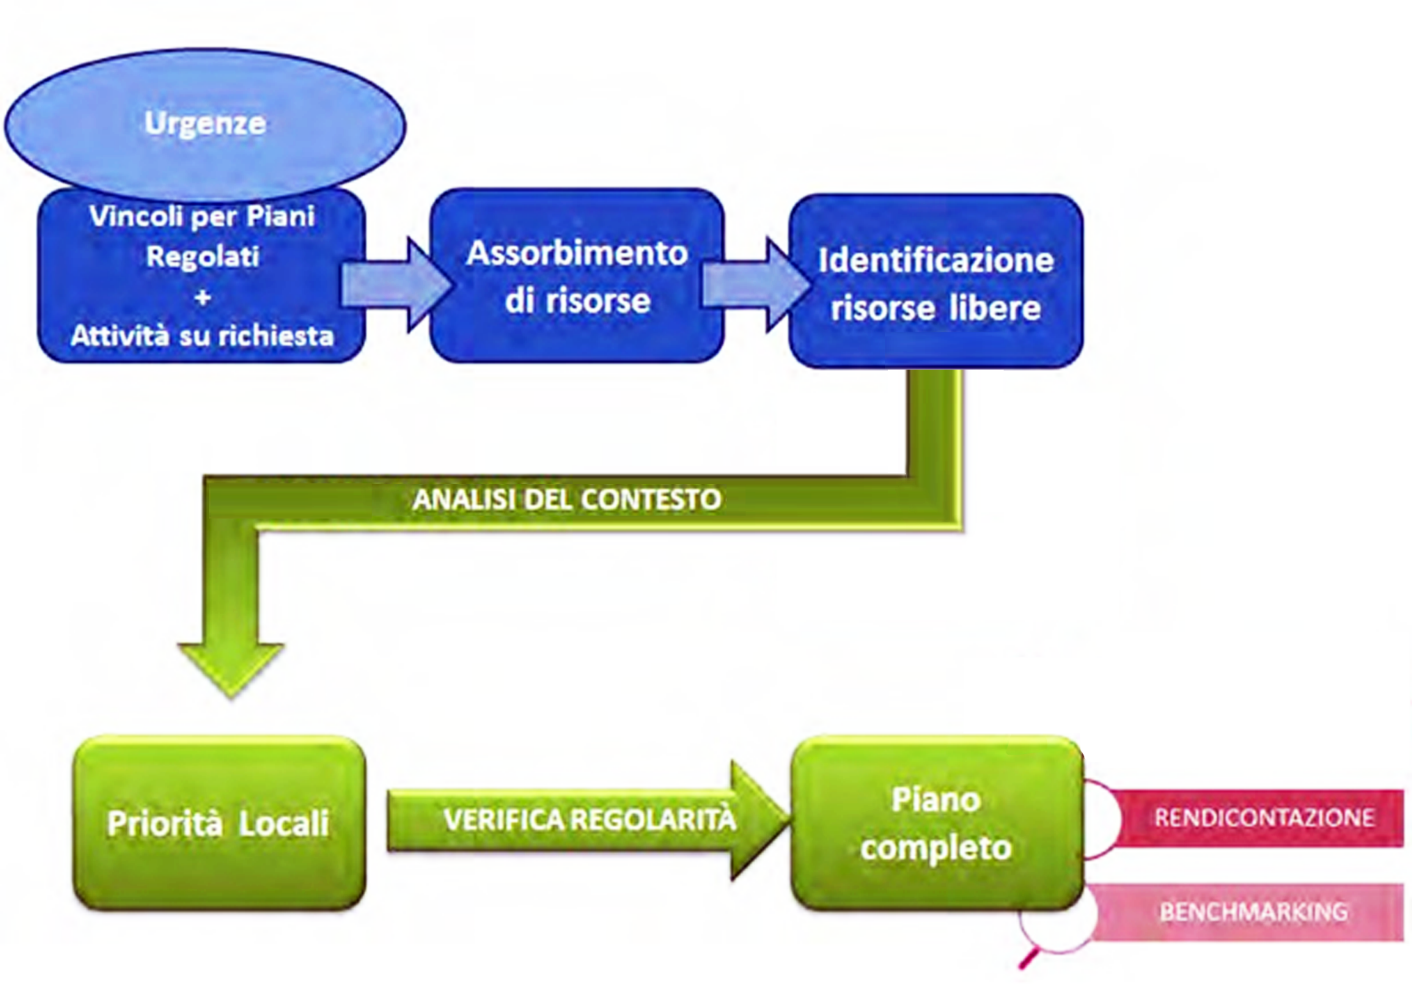 Urgenze
Vincoli per Piani
Regolati
+
Attività su richiesta
Assorbimento
di risorse
Identificazione
risorse libere
ANALISI DEL CONTESTO
Priorità Locali
VERIFICA REGOLARITÀ
Piano
completo
RENDICONTAZIONE
BENCHMARKING